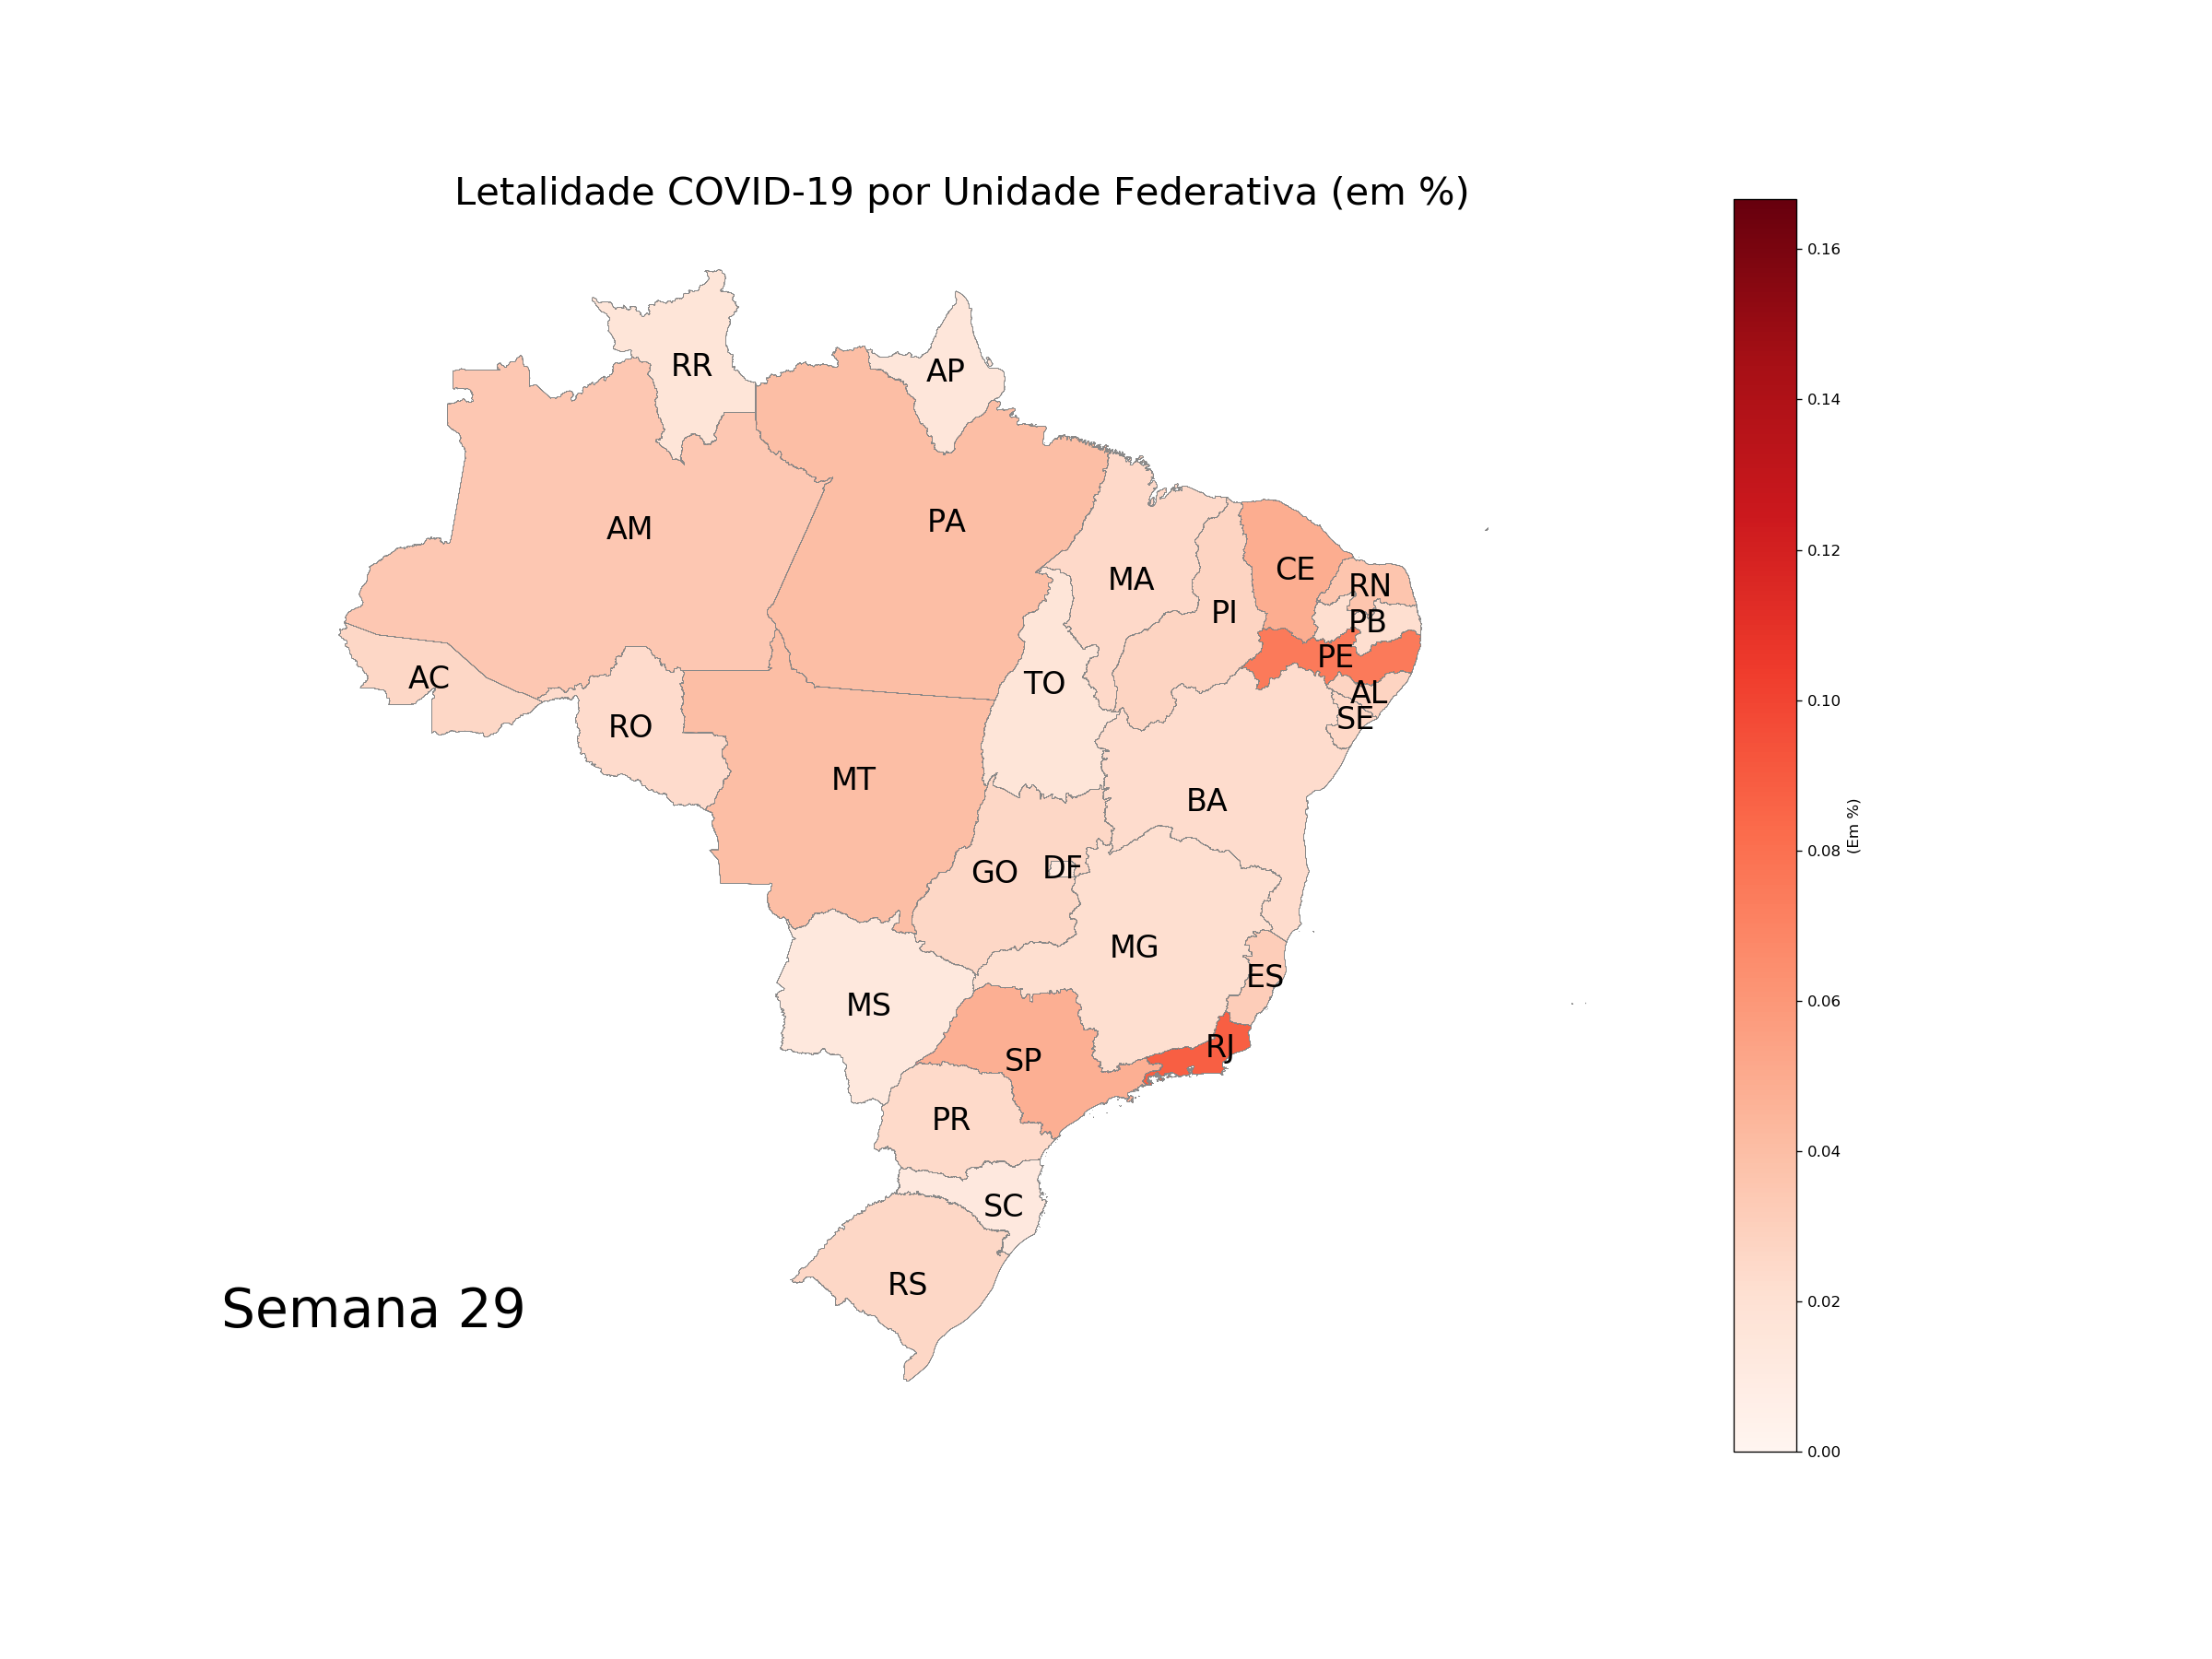 Letalidade COVID-19 por Unidade Federativa (em %)
0.16
RR
AP
0.14
AM
PA
0.12
CE
MA
RN
PI
PB
PE
AC
TO
AL
0.10
SE
RO
MT
BA
(Em %)
0.08
GO
DF
MG
ES
0.06
MS
RJ
SP
PR
0.04
SC
RS
Semana 29
0.02
0.00